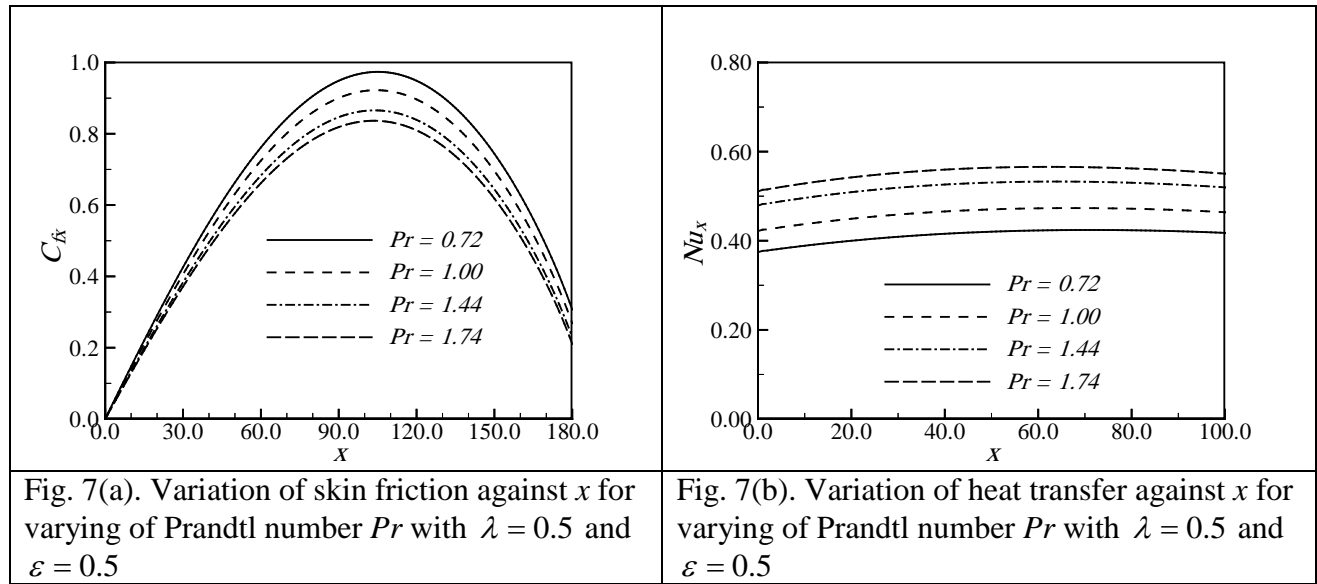 1.0
0.8
0.6
0.4
0.2
0.0
C_{fx}
Pr = 0.72
Pr = 1.00
Pr = 1.44
Pr = 1.74
0.0 30.0 60.0 90.0 120.0 150.0 180.0
x
0.80
0.60
0.40
0.20
0.00
Nu_x
Pr = 0.72
Pr = 1.00
Pr = 1.44
Pr = 1.74
0.0 20.0 40.0 60.0 80.0 100.0
x
Fig. 7(a). Variation of skin friction against x for
varying of Prandtl number Pr with λ = 0.5 and
ε = 0.5
Fig. 7(b). Variation of heat transfer against x for
varying of Prandtl number Pr with λ = 0.5 and
ε = 0.5